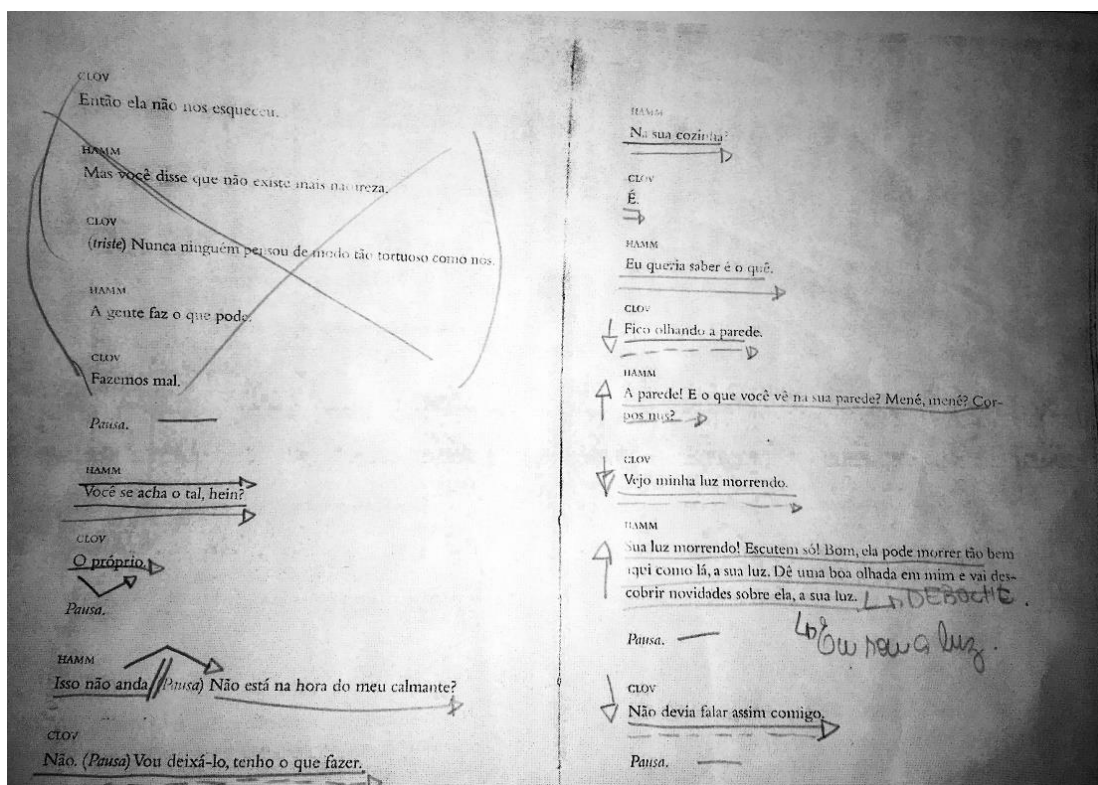 CLOV
Então ela não nos esqueceu.
HAMM
Mas você disse que não existe mais natureza.
CLOV
(triste) Nunca ninguém pensou de modo tão tortuoso como nós.
HAMM
A gente faz o que pode.
CLOV
Fazemos mal.
Pausa.
HAMM
Você se acha o tal, hein?
CLOV
O próprio.
Pausa.
HAMM
Isso não anda. (Pausa) Não está na hora do meu calmante?
CLOV
Não. (Pausa) Vou deixá-lo, tenho o que fazer.
HAMM
Na sua cozinha?
CLOV
É.
HAMM
Eu queria saber é o quê.
CLOV
Fico olhando a parede.
HAMM
A parede! E o que você vê na sua parede? Mené, mené? Cor-
pos nus?
CLOV
Vejo minha luz morrendo.
HAMM
Sua luz morrendo! Escutem só! Bom, ela pode morrer tão bem
aqui como lá, a sua luz. Dê uma boa olhada em mim e vai des-
cobrir novidades sobre ela, a sua luz. DEBOCHE.
Eu sou a luz.
Pausa.
CLOV
Não devia falar assim comigo.
Pausa.